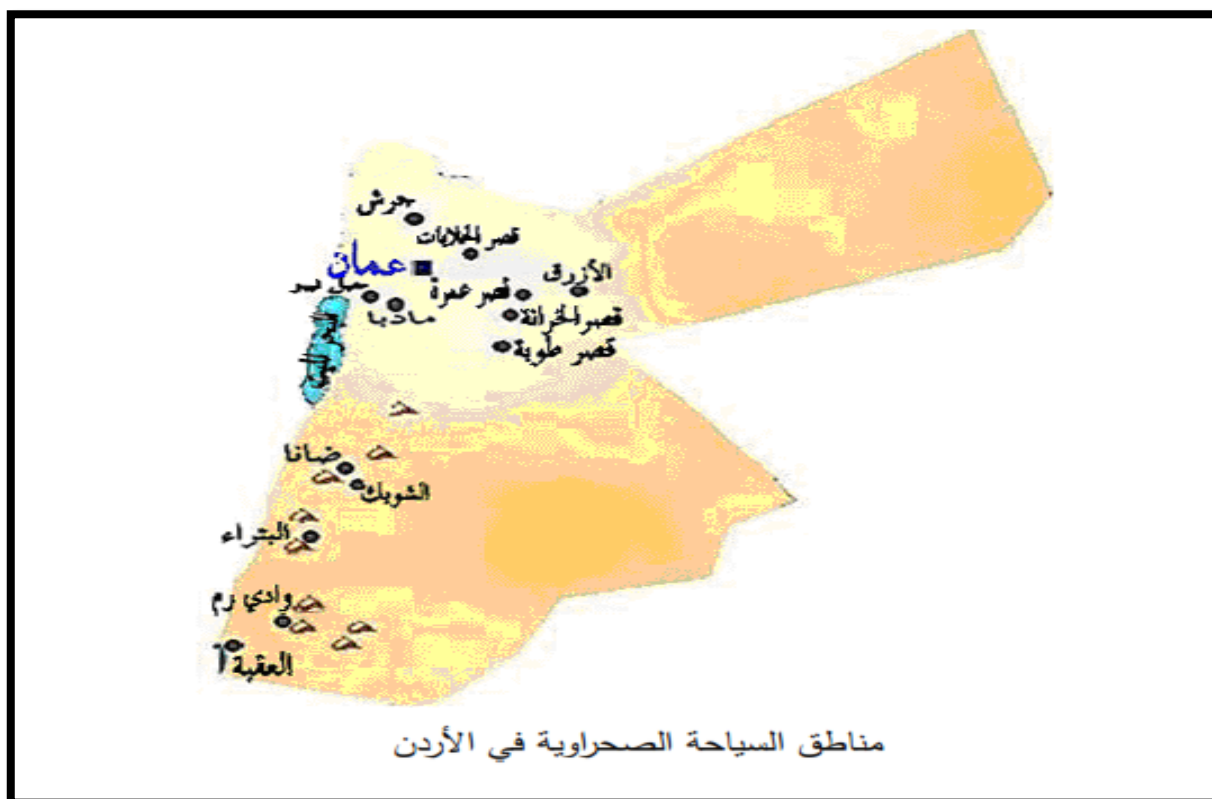 جرش
قصر الحلابات
عمان
الأزرق
قصر عمرة
مادبا
قصر الخرانة
قصر طوبة
ضانا
الشوبك
البتراء
وادي رم
العقبة
مناطق السياحة الصحراوية في الأردن